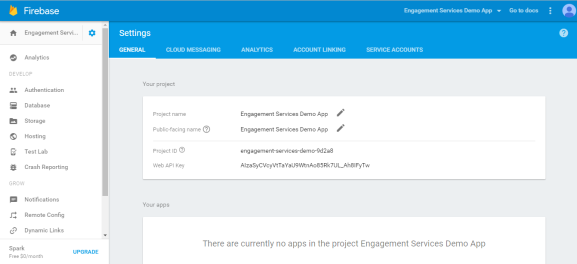 Firebase
Engagement Services Demo App
Go to docs
Engagement Servi...
Settings
GENERAL
CLOUD MESSAGING
ANALYTICS
ACCOUNT LINKING
SERVICE ACCOUNTS
Analytics
DEVELOP
Authentication
Database
Storage
Hosting
Test Lab
Crash Reporting
GROW
Notifications
Remote Config
Dynamic Links
Spark
Free $0/month
UPGRADE
Your project
Project name Engagement Services Demo App
Public-facing name Engagement Services Demo App
Project ID engagement-services-demo-9d2a8
Web API Key
Your apps
There are currently no apps in the project Engagement Services Demo App